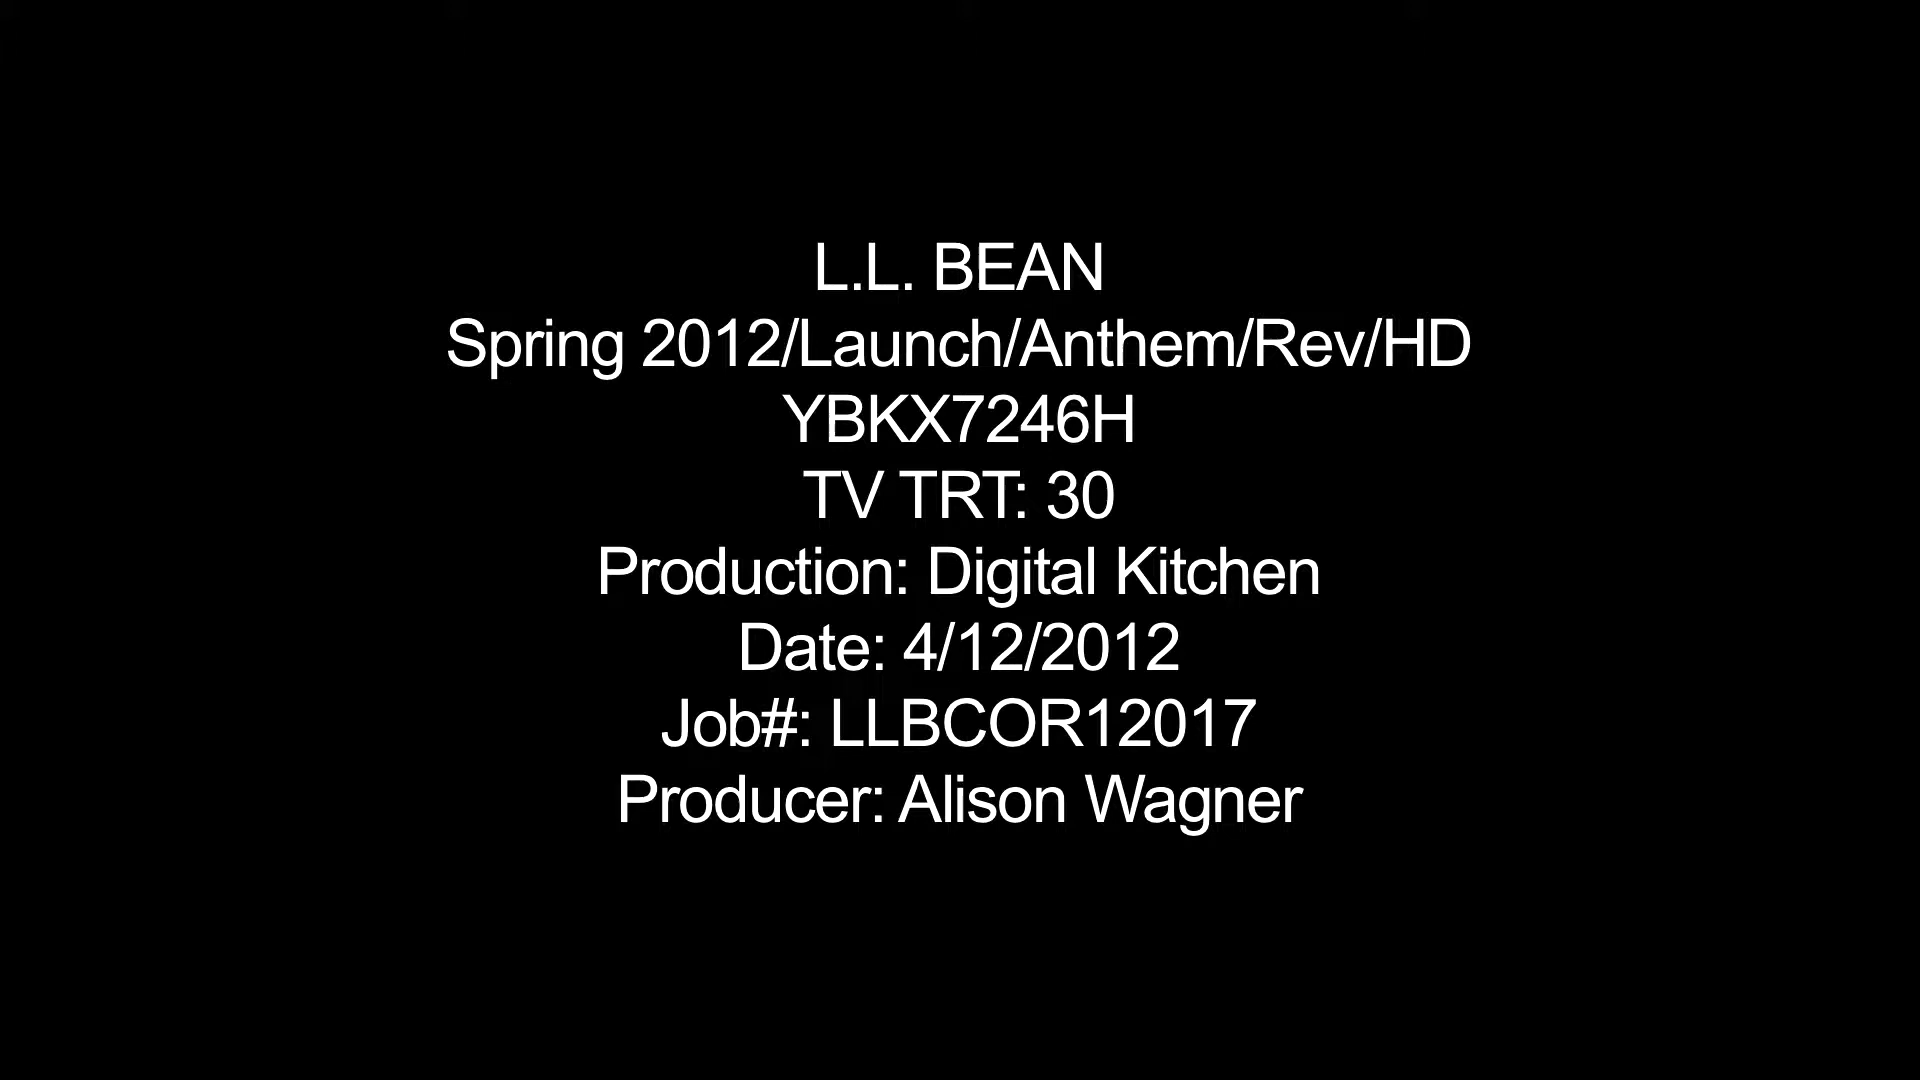 L.L. BEAN
Spring 2012/Launch/Anthem/Rev/HD
YBKX7246H
TV TRT: 30
Production: Digital Kitchen
Date: 4/12/2012
Job#: LLBCOR12017
Producer: Alison Wagner